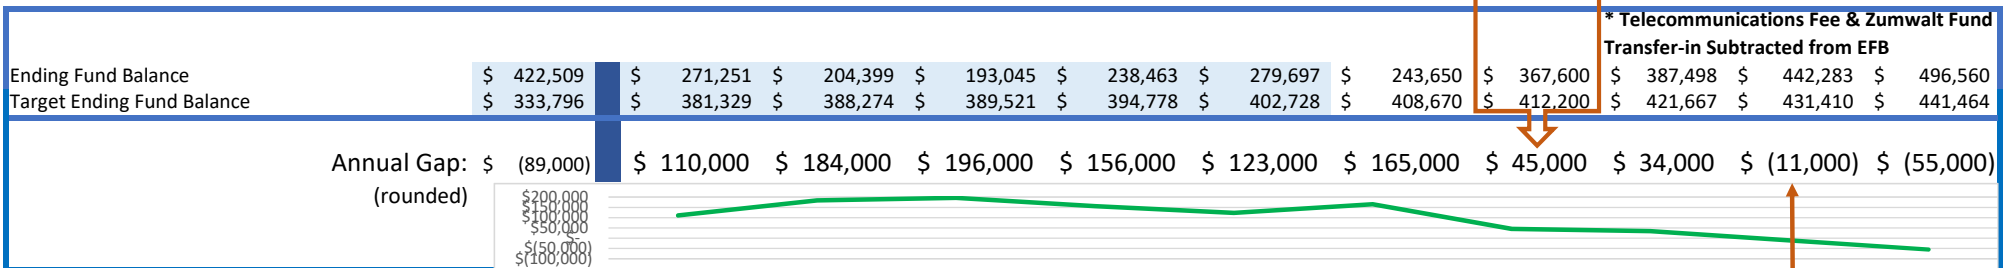 * Telecommunications Fee & Zumwalt Fund
Transfer-in Subtracted from EFB
Ending Fund Balance $ 422,509 $ 271,251 $ 204,399 $ 193,045 $ 238,463 $ 279,697 $ 243,650 $ 367,600 $ 387,498 $ 442,283 $ 496,560
Target Ending Fund Balance $ 333,796 $ 381,329 $ 388,274 $ 389,521 $ 394,778 $ 402,728 $ 408,670 $ 412,200 $ 421,667 $ 431,410 $ 441,464
Annual Gap: $ (89,000) $ 110,000 $ 184,000 $ 196,000 $ 156,000 $ 123,000 $ 165,000 $ 45,000 $ 34,000 $ (11,000) $ (55,000)
(rounded)
$200,000
$150,000
$100,000
$50,000
$-
$(50,000)
$(100,000)